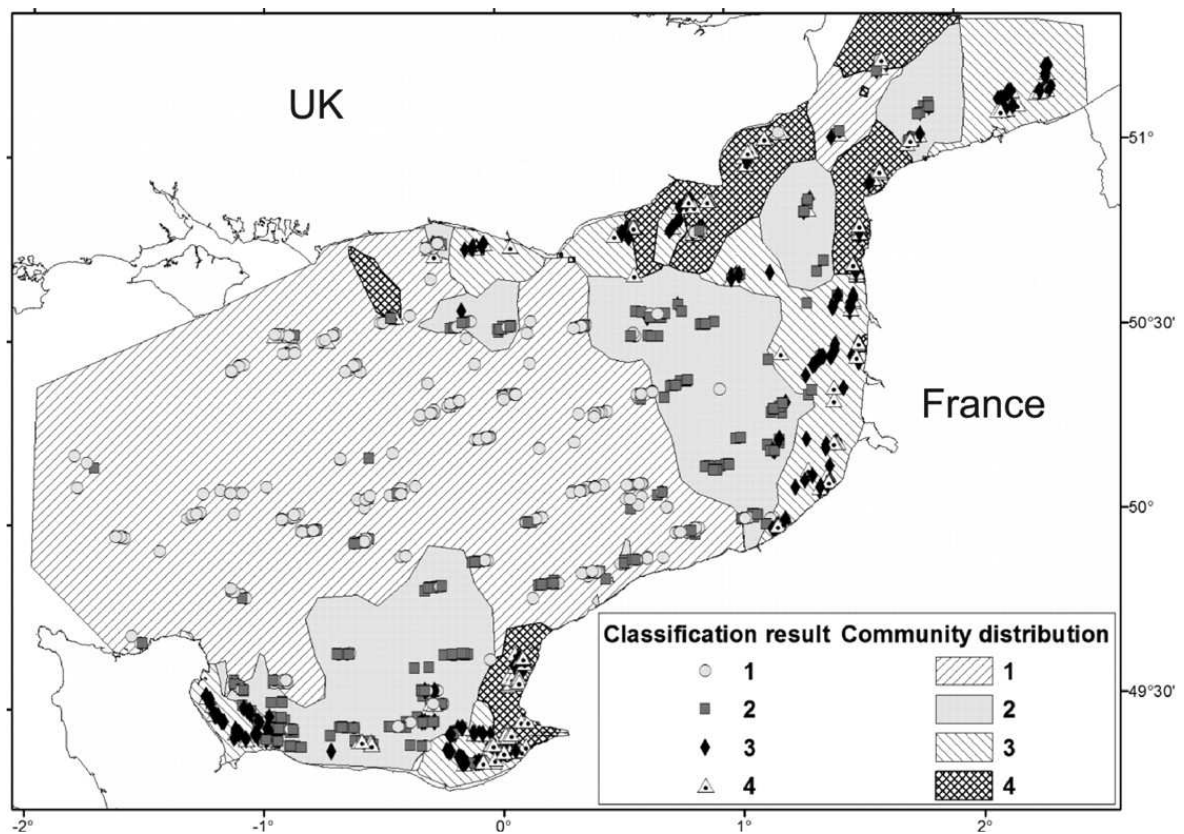 UK
51°
50°30'
France
50°
Classification result Community distribution
1 1
2 2
3 3
4 4
49°30'
-2° -1° 0° 1° 2°